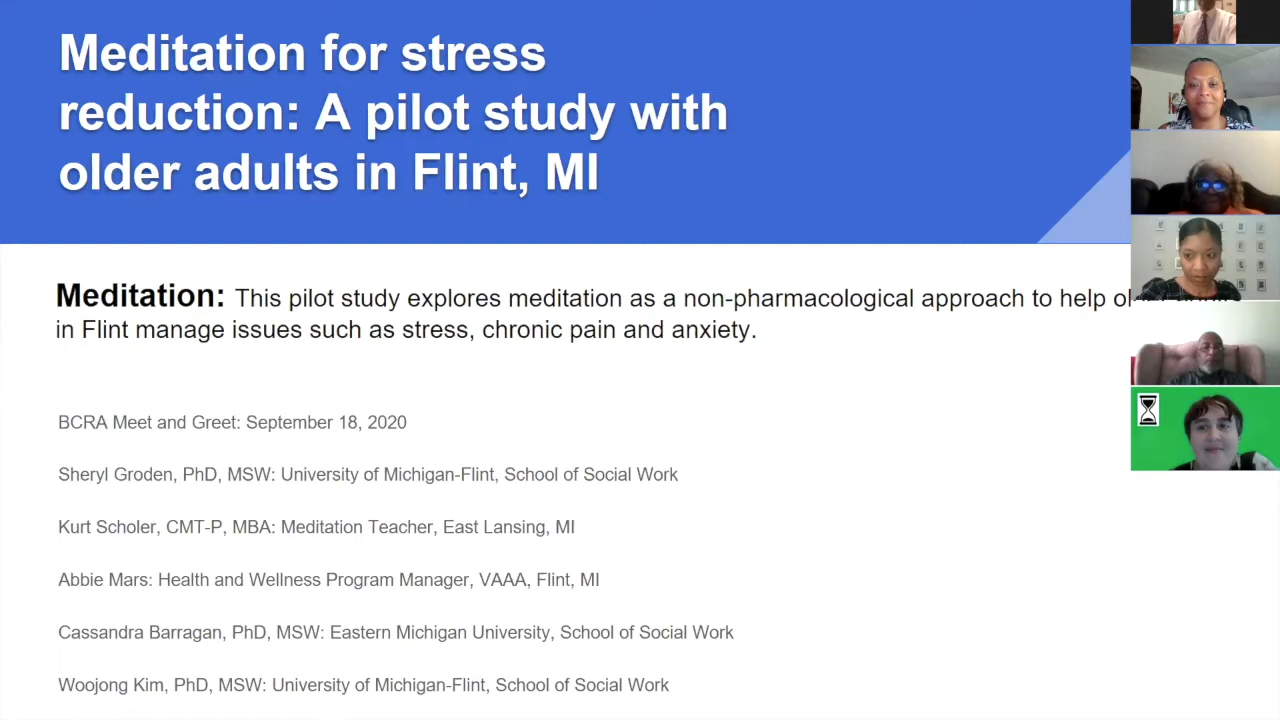 Meditation for stress
reduction: A pilot study with
older adults in Flint, MI
Meditation: This pilot study explores meditation as a non-pharmacological approach to help
in Flint manage issues such as stress, chronic pain and anxiety.
BCRA Meet and Greet: September 18, 2020
Sheryl Groden, PhD, MSW: University of Michigan-Flint, School of Social Work
Kurt Scholer, CMT-P, MBA: Meditation Teacher, East Lansing, MI
Abbie Mars: Health and Wellness Program Manager, VAAA, Flint, MI
Cassandra Barragan, PhD, MSW: Eastern Michigan University, School of Social Work
Woojong Kim, PhD, MSW: University of Michigan-Flint, School of Social Work